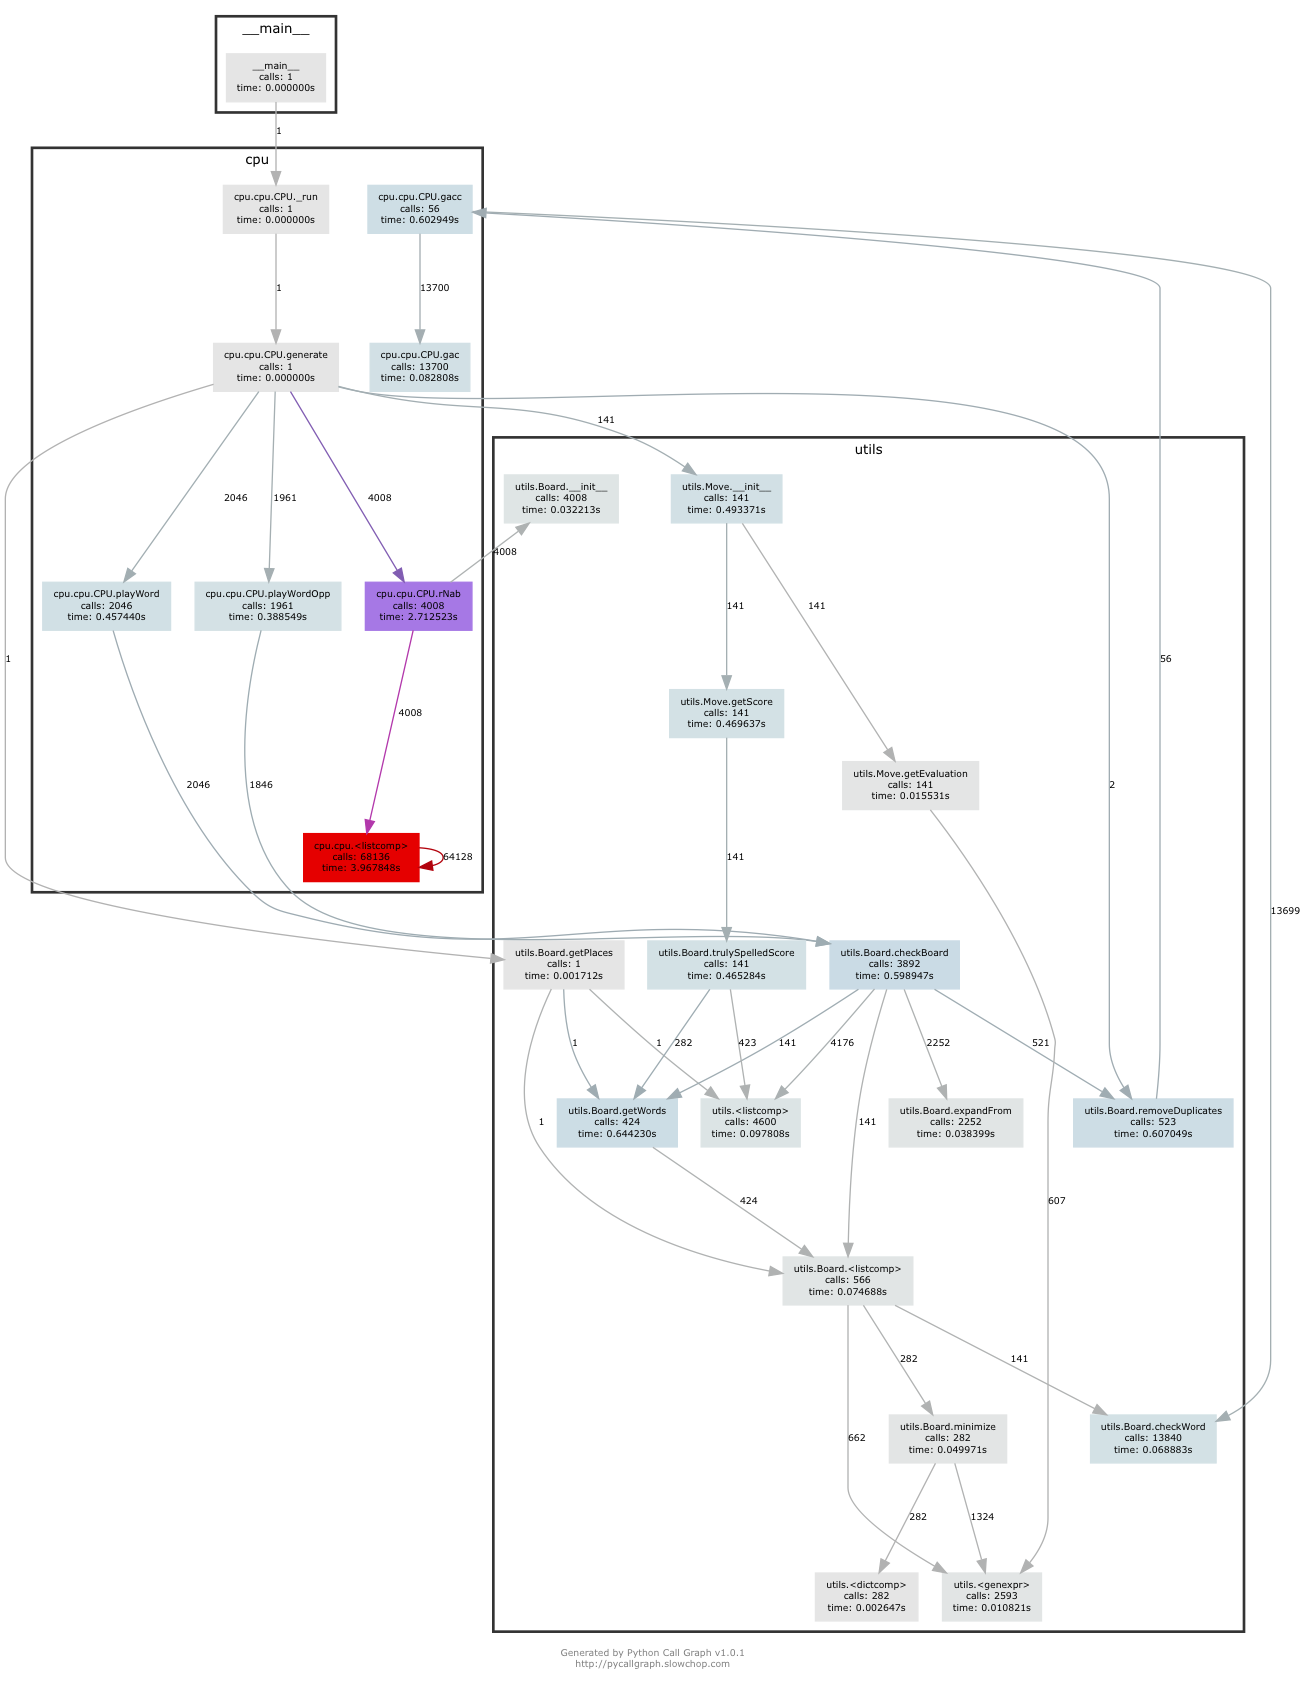 __main__
__main__
calls: 1
time: 0.000000s
1
cpu
cpu.cpu.CPU._run
calls: 1
time: 0.000000s
cpu.cpu.CPU.gacc
calls: 56
time: 0.602949s
1
13700
cpu.cpu.CPU.generate
calls: 1
time: 0.000000s
cpu.cpu.CPU.gac
calls: 13700
time: 0.082808s
141
utils
2046
1961
4008
utils.Board.__init__
calls: 4008
time: 0.032213s
utils.Move.__init__
calls: 141
time: 0.493371s
4008
cpu.cpu.CPU.playWord
calls: 2046
time: 0.457440s
cpu.cpu.CPU.playWordOpp
calls: 1961
time: 0.388549s
cpu.cpu.CPU.rNab
calls: 4008
time: 2.712523s
141
141
1
56
4008
utils.Move.getScore
calls: 141
time: 0.469637s
2046
1846
utils.Move.getEvaluation
calls: 141
time: 0.015531s
2
cpu.cpu.<listcomp>
calls: 68136
time: 3.967848s
64128
141
13699
utils.Board.getPlaces
calls: 1
time: 0.001712s
utils.Board.trulySpelledScore
calls: 141
time: 0.465284s
utils.Board.checkBoard
calls: 3892
time: 0.598947s
1
282
1
423
141
4176
2252
521
1
utils.Board.getWords
calls: 424
time: 0.644230s
utils.<listcomp>
calls: 4600
time: 0.097808s
141
utils.Board.expandFrom
calls: 2252
time: 0.038399s
utils.Board.removeDuplicates
calls: 523
time: 0.607049s
424
607
utils.Board.<listcomp>
calls: 566
time: 0.074688s
282
141
662
utils.Board.minimize
calls: 282
time: 0.049971s
utils.Board.checkWord
calls: 13840
time: 0.068883s
282
1324
utils.<dictcomp>
calls: 282
time: 0.002647s
utils.<genexpr>
calls: 2593
time: 0.010821s
Generated by Python Call Graph v1.0.1
http://pycallgraph.slowchop.com